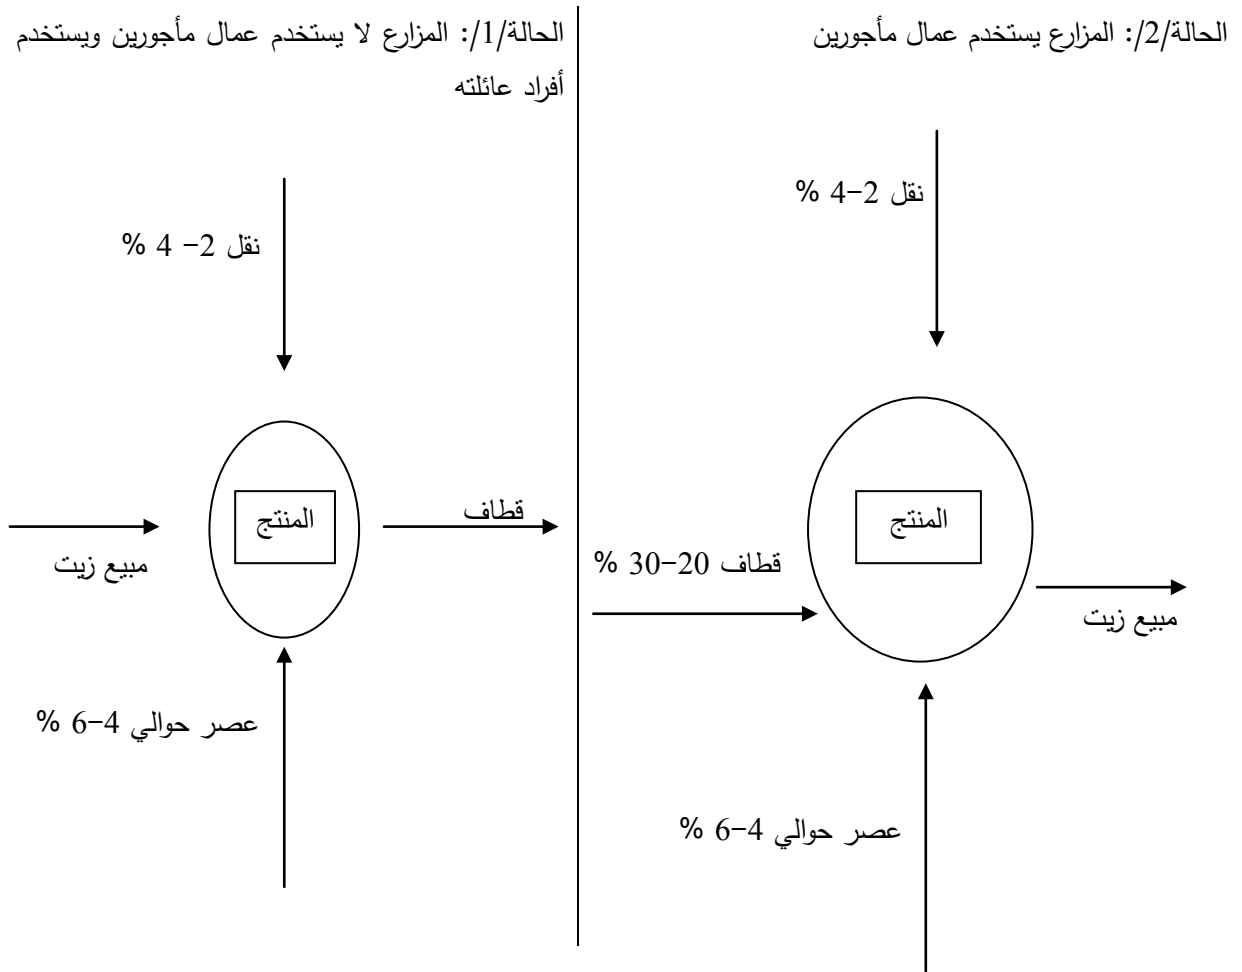 الحالة/2/: المزارع يستخدم عمال مأجورين
نقل 2-4 %
المنتج
قطاف 20-30 %
مبيع زيت
عصر حوالي 4-6 %
الحالة/1/: المزارع لا يستخدم عمال مأجورين ويستخدم
أفراد عائلته
نقل 2- 4 %
المنتج
قطاف
مبيع زيت
عصر حوالي 4-6 %